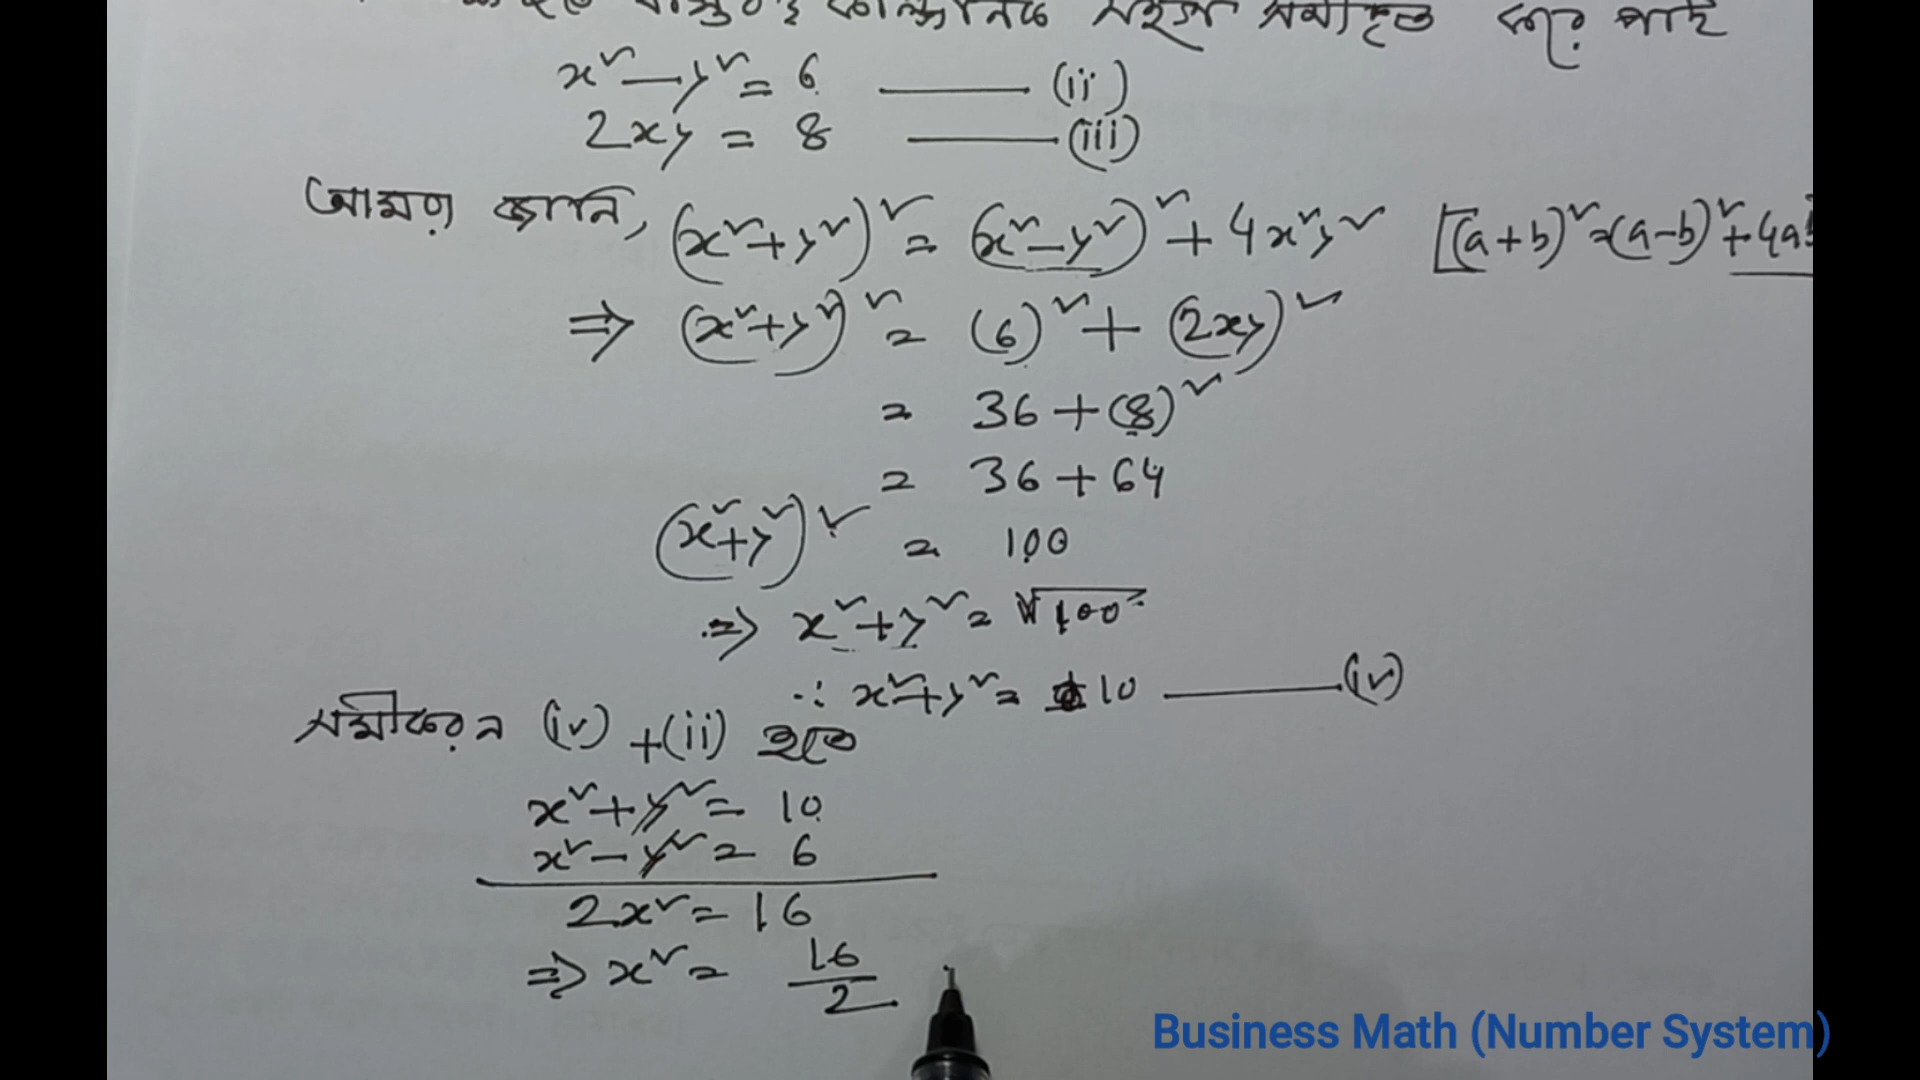 সমীকৃত করে পাই
x² - y² = 6 ——— (ii)
2xy = 8 ——— (iii)
আমরা জানি, (x² + y²)² = (x² - y²)² + 4x²y² [(a+b)² = (a-b)² + 4ab
⇒ (x² + y²)² = (6)² + (2xy)²
= 36 + (8)²
= 36 + 64
(x² + y²)² = 100
⇒ x² + y² = √100
∴ x² + y² = 10 ——— (iv)
সমীকরন (iv) + (ii) হতে
x² + y² = 10
x² - y² = 6
2x² = 16
⇒ x² = 16/2
Business Math (Number System)